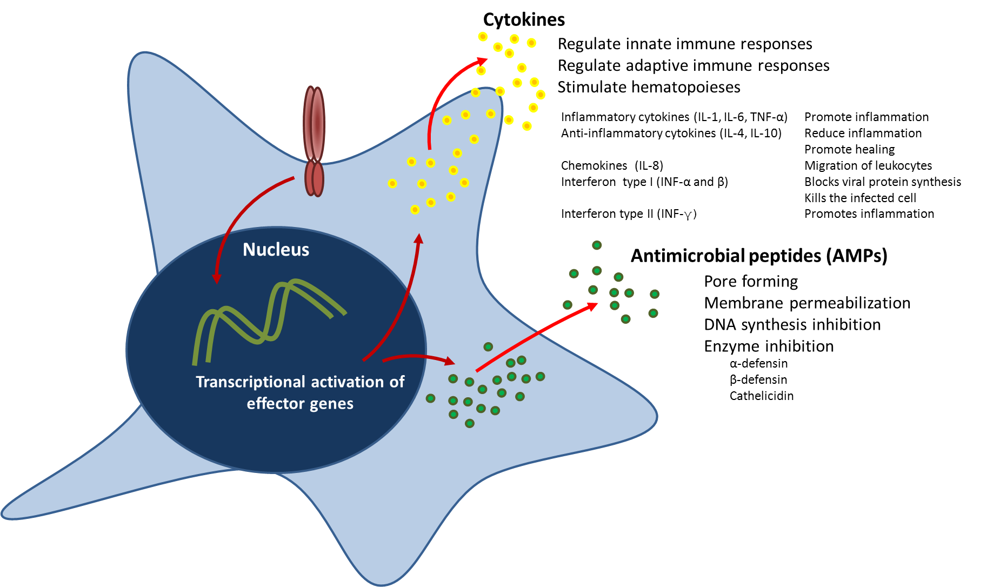 Cytokines
Regulate innate immune responses
Regulate adaptive immune responses
Stimulate hematopoieses
Inflammatory cytokines (IL-1, IL-6, TNF-α) Promote inflammation
Anti-inflammatory cytokines (IL-4, IL-10) Reduce inflammation
Promote healing
Chemokines (IL-8) Migration of leukocytes
Interferon type I (INF-α and β) Blocks viral protein synthesis
Kills the infected cell
Interferon type II (INF-γ) Promotes inflammation
Nucleus
Antimicrobial peptides (AMPs)
Pore forming
Membrane permeabilization
DNA synthesis inhibition
Enzyme inhibition
α-defensin
β-defensin
Cathelicidin
Transcriptional activation of
effector genes